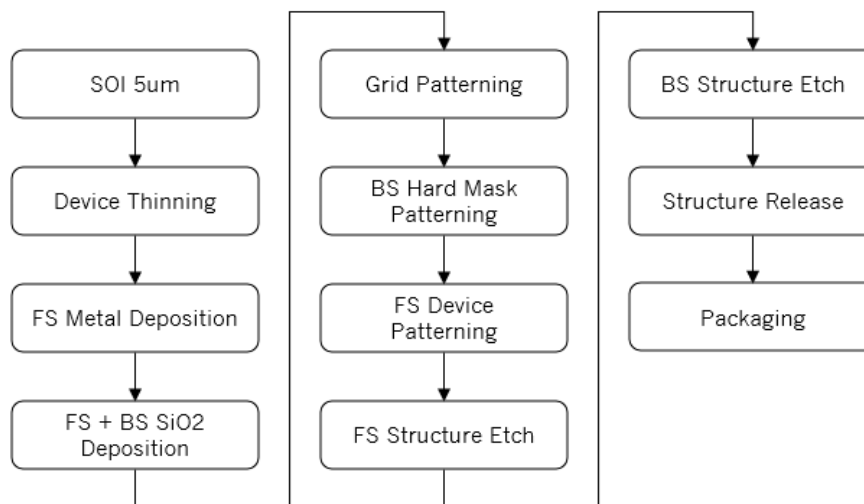 SOI 5um
Device Thinning
FS Metal Deposition
FS + BS SiO2
Deposition
Grid Patterning
BS Hard Mask
Patterning
FS Device
Patterning
FS Structure Etch
BS Structure Etch
Structure Release
Packaging